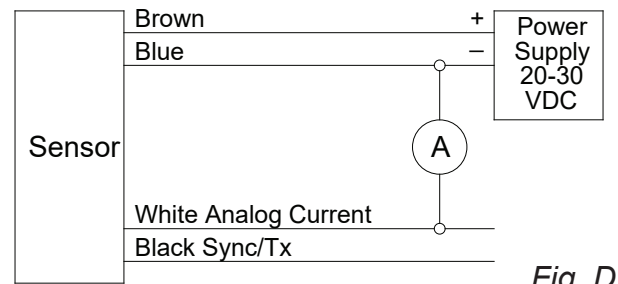 Brown
+
Power
Supply
20-30
VDC
Blue
–
Sensor
A
White Analog Current
Black Sync/Tx
Fig. D